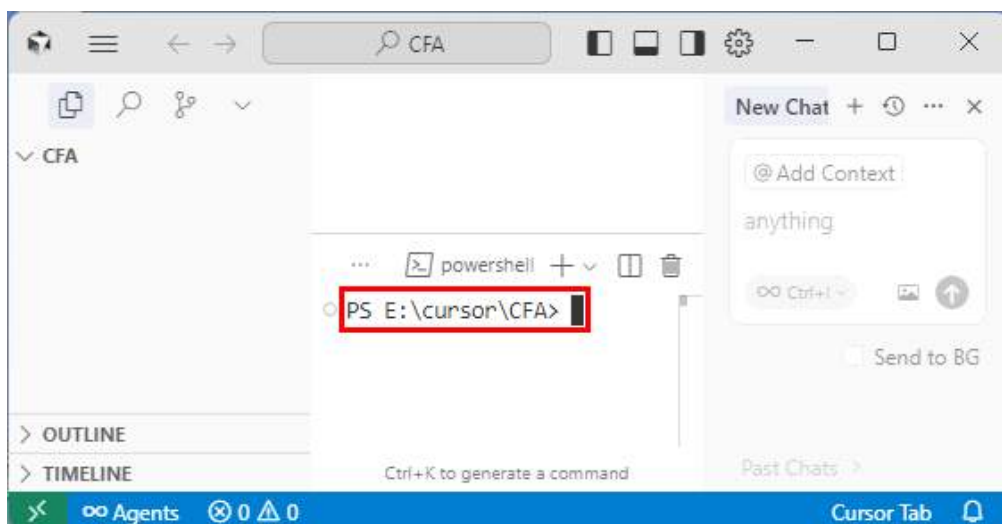 CFA
New Chat
CFA
@ Add Context
anything
powershell
PS E:\cursor\CFA>
Ctrl+I
Send to BG
OUTLINE
TIMELINE
Ctrl+K to generate a command
Past Chats
Agents 0 0
Cursor Tab